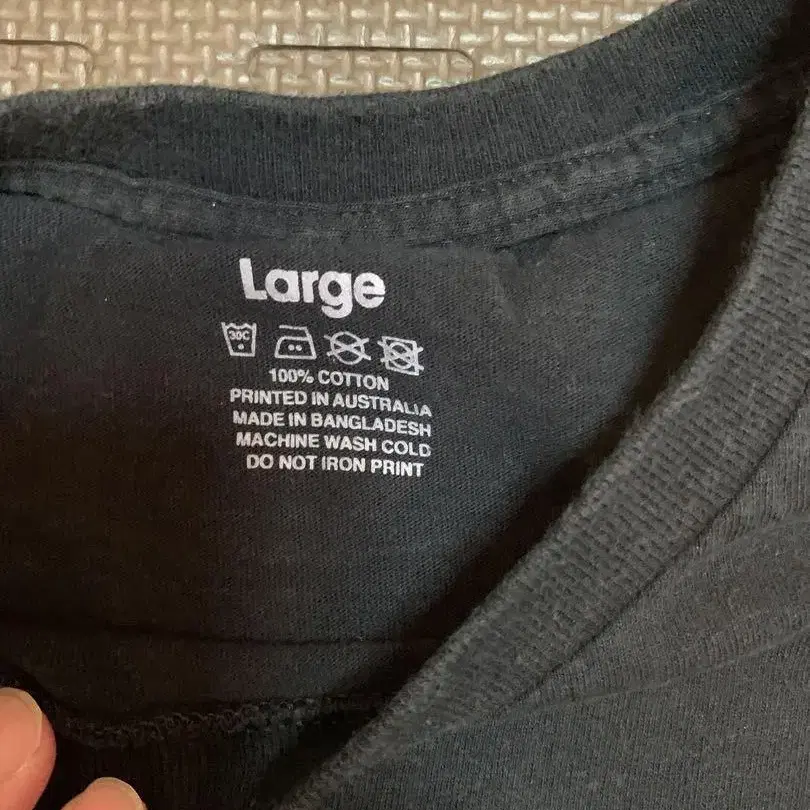 Large
30C
100% COTTON
PRINTED IN AUSTRALIA
MADE IN BANGLADESH
MACHINE WASH COLD
DO NOT IRON PRINT